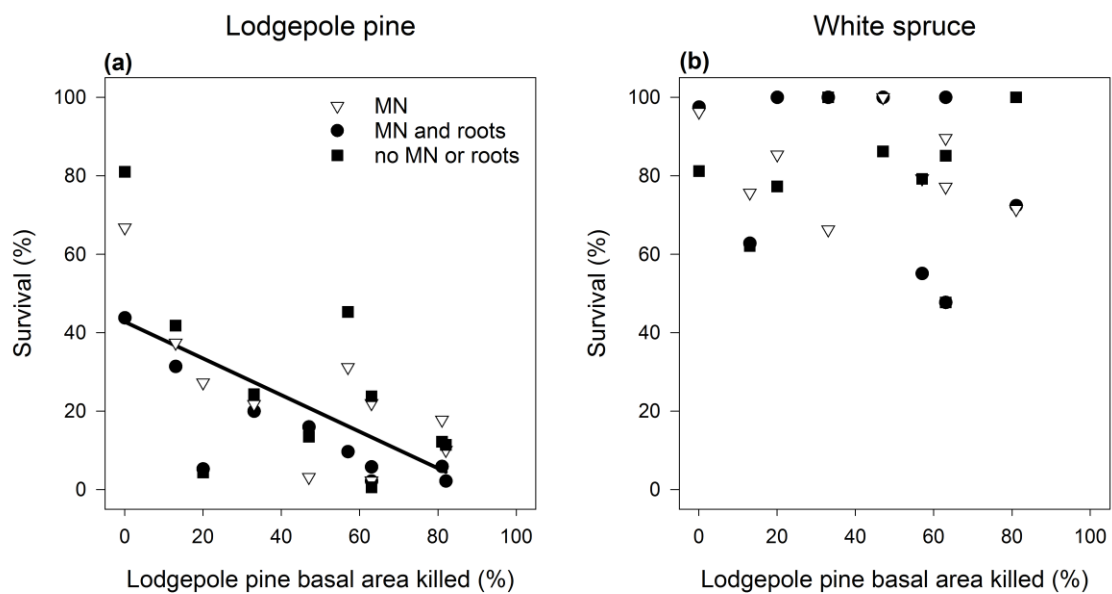 Lodgepole pine
White spruce
(a)
(b)
MN
MN and roots
no MN or roots
Survival (%)
100
80
60
40
20
0
0 20 40 60 80 100
Lodgepole pine basal area killed (%)
Survival (%)
100
80
60
40
20
0
0 20 40 60 80 100
Lodgepole pine basal area killed (%)